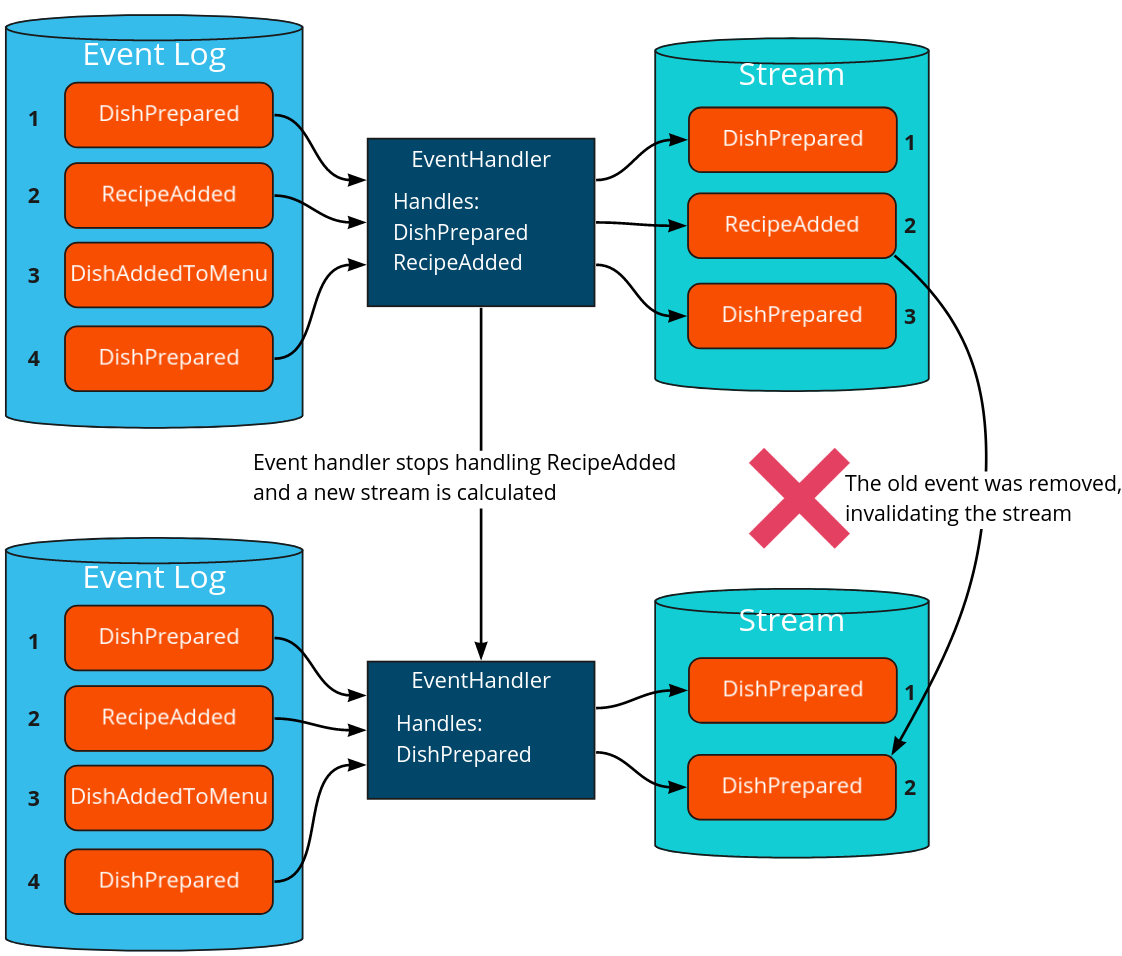 Event Log
1
DishPrepared
2
RecipeAdded
3
DishAddedToMenu
4
DishPrepared
EventHandler
Handles:
DishPrepared
RecipeAdded
Stream
DishPrepared
1
RecipeAdded
2
DishPrepared
3
Event handler stops handling RecipeAdded
and a new stream is calculated
The old event was removed,
invalidating the stream
Event Log
1
DishPrepared
2
RecipeAdded
3
DishAddedToMenu
4
DishPrepared
EventHandler
Handles:
DishPrepared
Stream
DishPrepared
1
DishPrepared
2